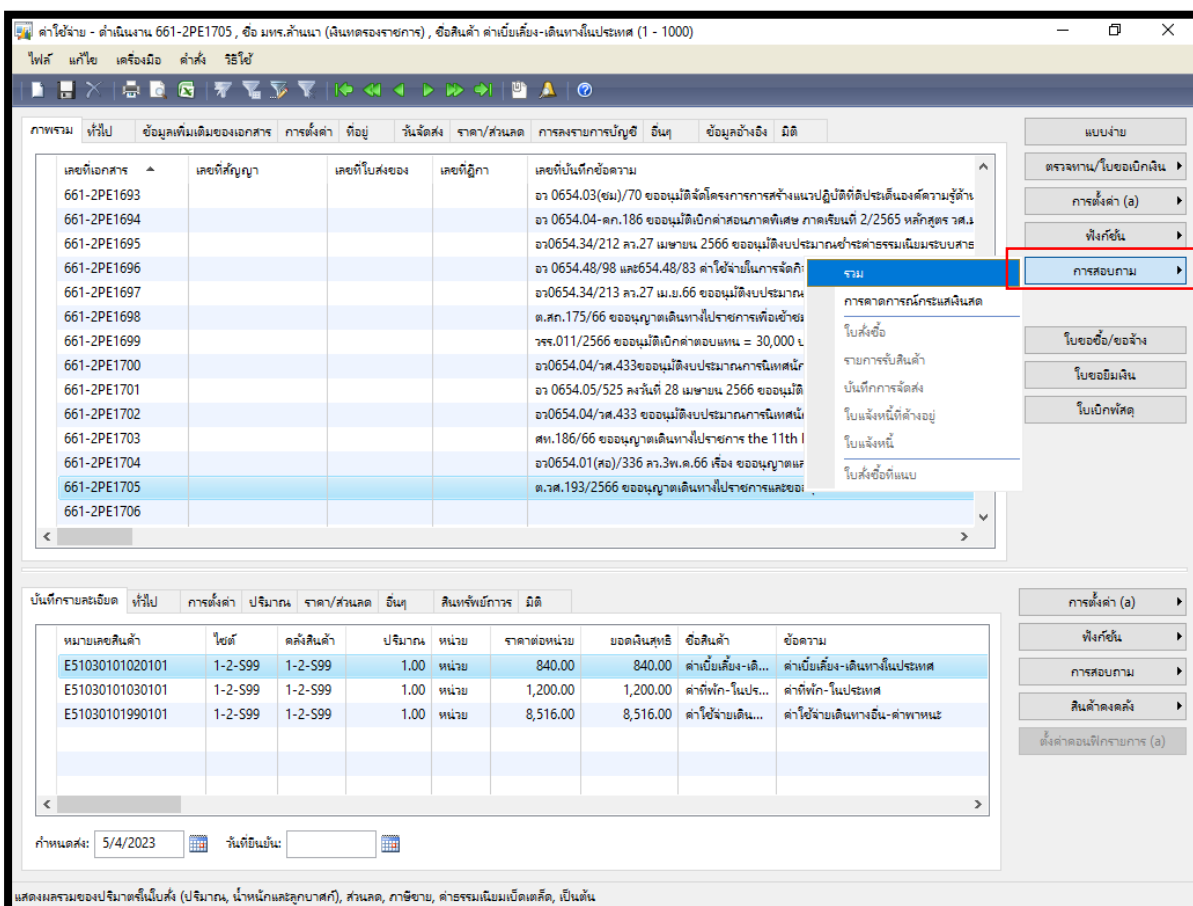 ค่าใช้จ่าย - ดำเนินงาน 661-2PE1705 , ชื่อ มทร.ล้านนา (เงินทดรองราชการ) , ชื่อสินค้า ค่าเบี้ยเลี้ยง-เดินทางในประเทศ (1 - 1000)
ไฟล์ แก้ไข เครื่องมือ คำสั่ง วิธีใช้
ภาพรวม ทั่วไป ข้อมูลเพิ่มเติมของเอกสาร การตั้งค่า ที่อยู่ วันจัดส่ง ราคา/ส่วนลด การลงรายการบัญชี อื่นๆ ข้อมูลอ้างอิง มิติ
แบบง่าย
ตรวจทาน/ใบขอเบิกเงิน
การตั้งค่า (a)
ฟังก์ชัน
การสอบถาม
ใบขอซื้อ/ขอจ้าง
ใบขอยืมเงิน
ใบเบิกพัสดุ
เลขที่เอกสาร เลขที่สัญญา เลขที่ใบส่งของ เลขที่ฎีกา เลขที่บันทึกข้อความ
661-2PE1693 อว 0654.03(ชม)/70 ขออนุมัติจัดโครงการการสร้างแนวปฏิบัติที่ดีประเด็นองค์ความรู้ด้าน
661-2PE1694 อว 0654.04-ตก.186 ขออนุมัติเบิกค่าสอนภาคพิเศษ ภาคเรียนที่ 2/2565 หลักสูตร วศ.ม
661-2PE1695 อว0654.34/212 ลว.27 เมษายน 2566 ขออนุมัติงบประมาณชำระค่าธรรมเนียมระบบสาร
661-2PE1696 อว 0654.48/98 และ654.48/83 ค่าใช้จ่ายในการจัดกิ
661-2PE1697 อว0654.34/213 ลว.27 เม.ย.66 ขออนุมัติงบประมาณ
661-2PE1698 ต.สถ.175/66 ขออนุญาตเดินทางไปราชการเพื่อเข้าช
661-2PE1699 วรร.011/2566 ขออนุมัติเบิกค่าตอบแทน = 30,000 บ
661-2PE1700 อว0654.04/วศ.433ขออนุมัติงบประมาณการนิเทศนัก
661-2PE1701 อว 0654.05/525 ลงวันที่ 28 เมษายน 2566 ขออนุมัติ
661-2PE1702 อว0654.04/วศ.433 ขออนุมัติงบประมาณการนิเทศนั
661-2PE1703 ศท.186/66 ขออนุญาตเดินทางไปราชการ the 11th I
661-2PE1704 อว0654.01(สอ)/336 ลว.3พ.ค.66 เรื่อง ขออนุญาตแล
661-2PE1705 ต.วศ.193/2566 ขออนุญาตเดินทางไปราชการและขอ
661-2PE1706
รวม
การคาดการณ์กระแสเงินสด
ใบสั่งซื้อ
รายการรับสินค้า
บันทึกการจัดส่ง
ใบแจ้งหนี้ที่ค้างอยู่
ใบแจ้งหนี้
ใบสั่งซื้อที่แนบ
บันทึกรายละเอียด ทั่วไป การตั้งค่า ปริมาณ ราคา/ส่วนลด อื่นๆ สินทรัพย์ถาวร มิติ
หมายเลขสินค้า ไซต์ คลังสินค้า ปริมาณ หน่วย ราคาต่อหน่วย ยอดเงินสุทธิ ชื่อสินค้า ข้อความ
E51030101020101 1-2-S99 1-2-S99 1.00 หน่วย 840.00 840.00 ค่าเบี้ยเลี้ยง-เดิ... ค่าเบี้ยเลี้ยง-เดินทางในประเทศ
E51030101030101 1-2-S99 1-2-S99 1.00 หน่วย 1,200.00 1,200.00 ค่าที่พัก-ในปร... ค่าที่พัก-ในประเทศ
E51030101990101 1-2-S99 1-2-S99 1.00 หน่วย 8,516.00 8,516.00 ค่าใช้จ่ายเดิน... ค่าใช้จ่ายเดินทางอื่น-ค่าพาหนะ
การตั้งค่า (a)
ฟังก์ชัน
การสอบถาม
สินค้าคงคลัง
ตั้งค่าคอนฟิกรายการ (a)
กำหนดส่ง: 5/4/2023 วันที่ยืนยัน:
แสดงผลรวมของปริมาตรในใบสั่ง (ปริมาณ, น้ำหนักและลูกบาศก์), ส่วนลด, ภาษีขาย, ค่าธรรมเนียมเบ็ดเตล็ด, เป็นต้น